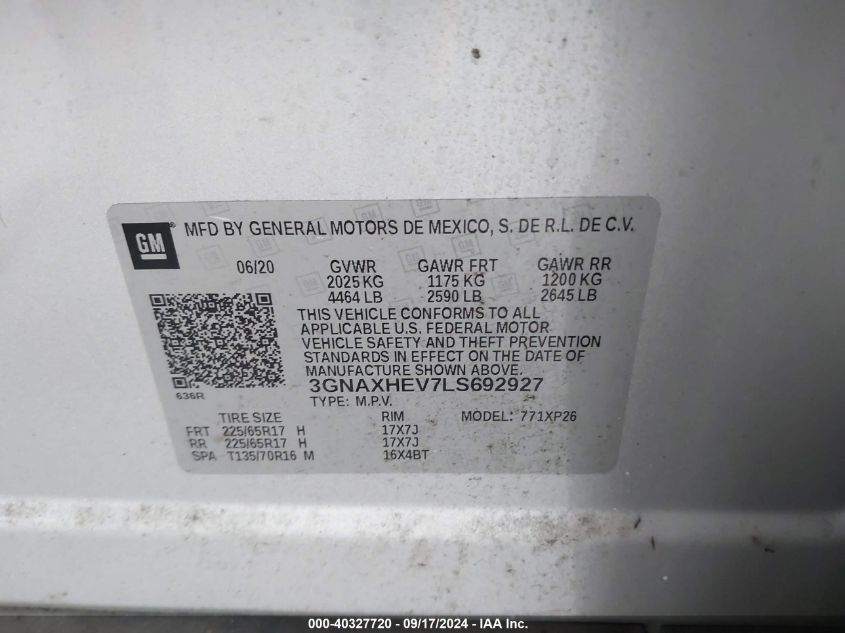 GM ® MFD BY GENERAL MOTORS DE MEXICO, S. DE R.L. DE C.V.
06/20 GVWR GAWR FRT GAWR RR
2025 KG 1175 KG 1200 KG
4464 LB 2590 LB 2645 LB
THIS VEHICLE CONFORMS TO ALL
APPLICABLE U.S. FEDERAL MOTOR
VEHICLE SAFETY AND THEFT PREVENTION
STANDARDS IN EFFECT ON THE DATE OF
MANUFACTURE SHOWN ABOVE.
3GNAXHEV7LS692927
636R
TYPE: M.P.V.
TIRE SIZE RIM MODEL: 771XP26
FRT 225/65R17 H 17X7J
RR 225/65R17 H 17X7J
SPA T135/70R16 M 16X4BT
000-40327720 - 09/17/2024 - IAA Inc.